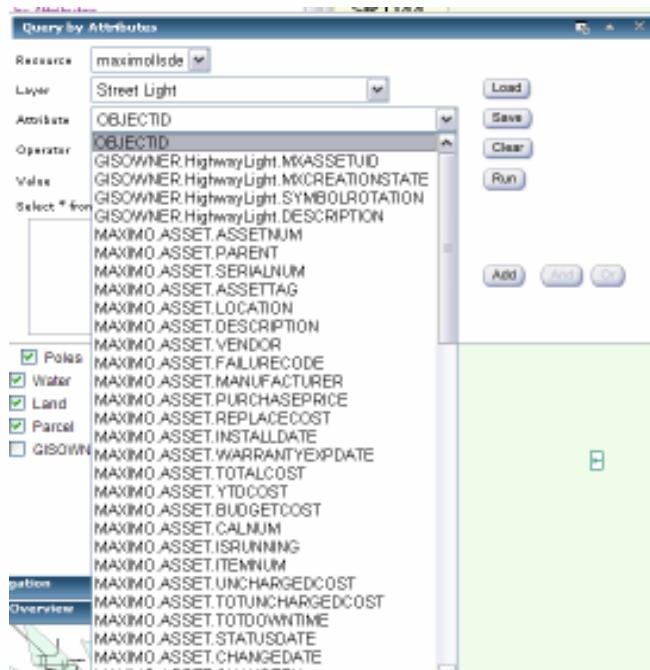 Query by Attributes
Resource maximollsde
Layer Street Light Load
Attribute OBJECTID Save
Operator Clear
Value Run
Select * from
OBJECTID
GISOWNER.HighwayLight.MXASSETUID
GISOWNER.HighwayLight.MXCREATIONSTATE
GISOWNER.HighwayLight.SYMBOLROTATION
GISOWNER.HighwayLight.DESCRIPTION
MAXIMO.ASSET.ASSETNUM
MAXIMO.ASSET.PARENT
MAXIMO.ASSET.SERIALNUM
MAXIMO.ASSET.ASSETTAG
MAXIMO.ASSET.LOCATION
MAXIMO.ASSET.DESCRIPTION
MAXIMO.ASSET.VENDOR
MAXIMO.ASSET.FAILURECODE
MAXIMO.ASSET.MANUFACTURER
MAXIMO.ASSET.PURCHASEPRICE
MAXIMO.ASSET.REPLACECOST
MAXIMO.ASSET.INSTALLDATE
MAXIMO.ASSET.WARRANTYEXPDATE
MAXIMO.ASSET.TOTALCOST
MAXIMO.ASSET.YTDCOST
MAXIMO.ASSET.BUDGETCOST
MAXIMO.ASSET.CALNUM
MAXIMO.ASSET.ISRUNNING
MAXIMO.ASSET.ITEMNUM
MAXIMO.ASSET.UNCHARGEDCOST
MAXIMO.ASSET.TOTUNCHARGEDCOST
MAXIMO.ASSET.TOTDOWNTIME
MAXIMO.ASSET.STATUSDATE
MAXIMO.ASSET.CHANGEDATE
Add And Or
Poles
Water
Land
Parcel
GISOWN
gation
Overview